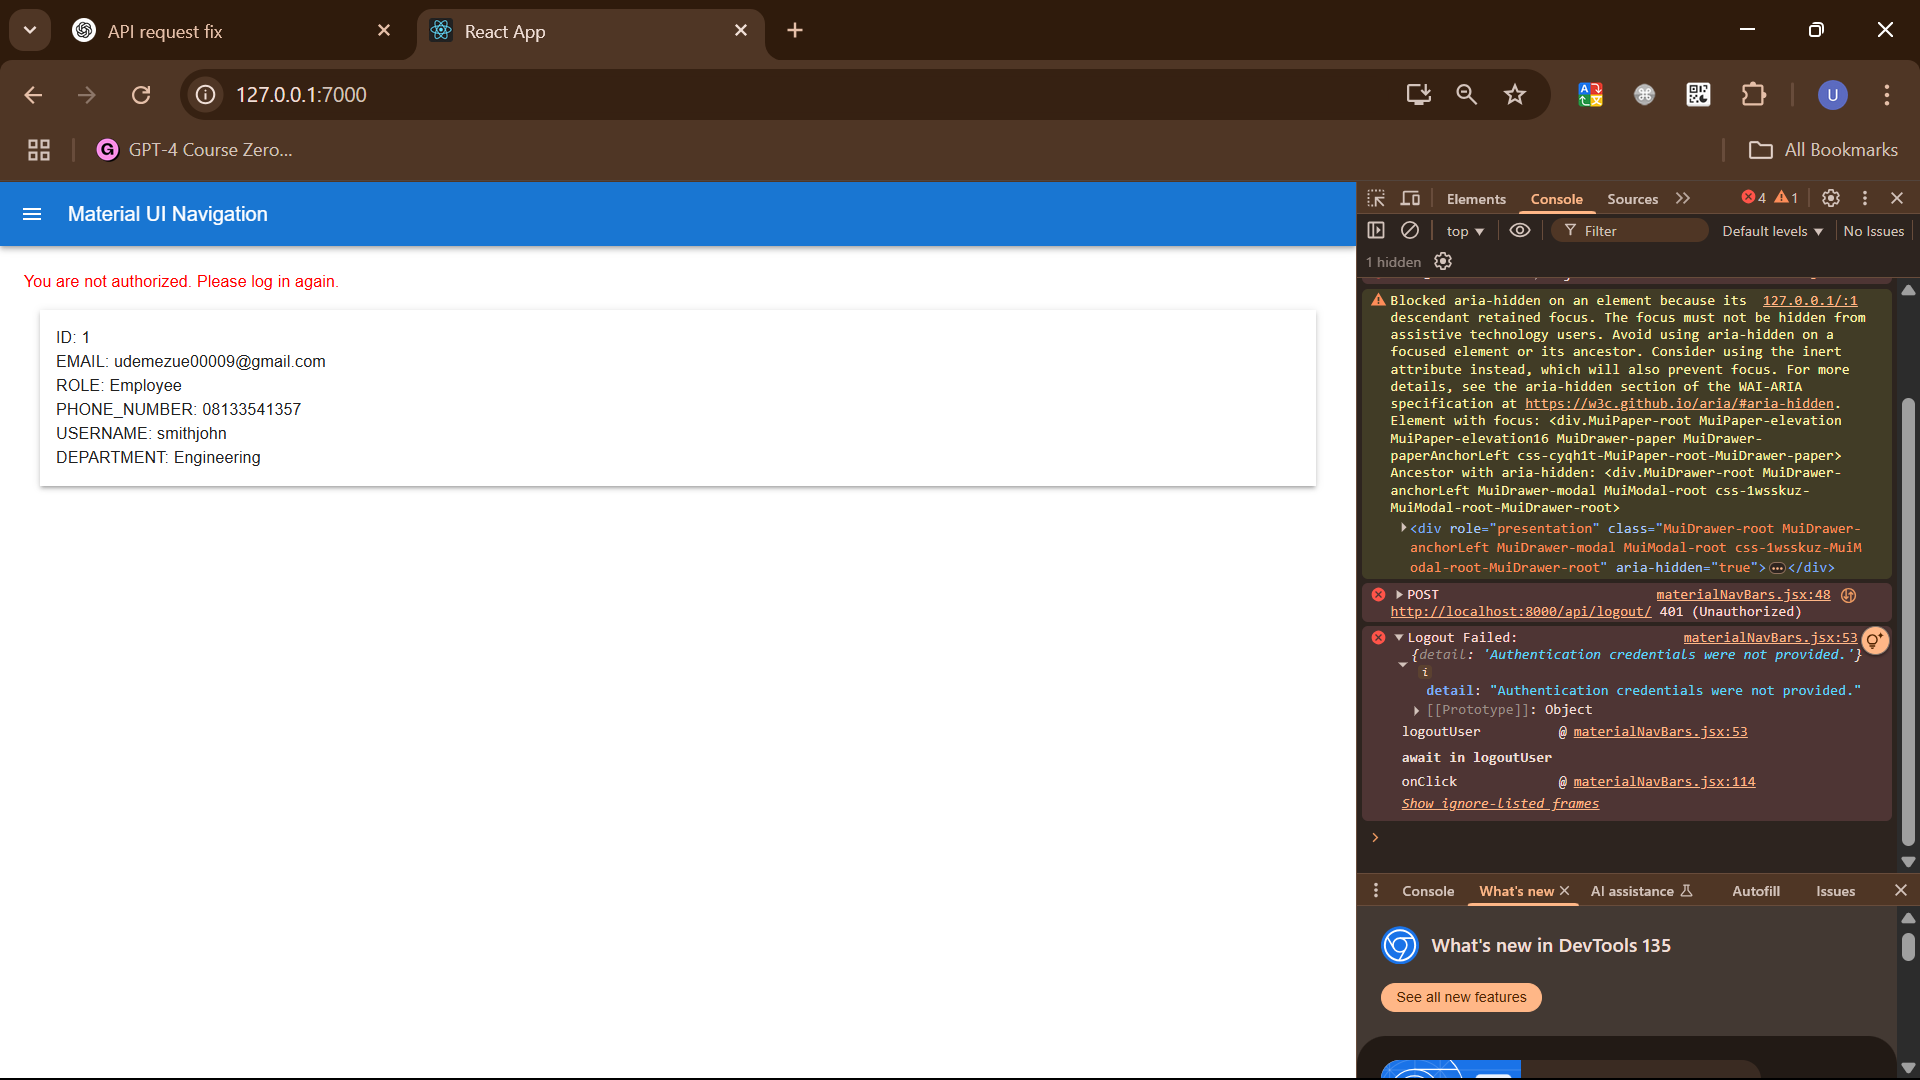 API request fix
React App
127.0.0.1:7000
U
G GPT-4 Course Zero...
All Bookmarks
Material UI Navigation
You are not authorized. Please log in again.
ID: 1
EMAIL: udemezue00009@gmail.com
ROLE: Employee
PHONE_NUMBER: 08133541357
USERNAME: smithjohn
DEPARTMENT: Engineering
Elements Console Sources 4 1
top Filter Default levels No Issues
1 hidden
Blocked aria-hidden on an element because its 127.0.0.1/:1
descendant retained focus. The focus must not be hidden from
assistive technology users. Avoid using aria-hidden on a
focused element or its ancestor. Consider using the inert
attribute instead, which will also prevent focus. For more
details, see the aria-hidden section of the WAI-ARIA
specification at https://w3c.github.io/aria/#aria-hidden.
Element with focus: <div.MuiPaper-root MuiPaper-elevation
MuiPaper-elevation16 MuiDrawer-paper MuiDrawer-
paperAnchorLeft css-cyqh1t-MuiPaper-root-MuiDrawer-paper>
Ancestor with aria-hidden: <div.MuiDrawer-root MuiDrawer-
anchorLeft MuiDrawer-modal MuiModal-root css-1wsskuz-
MuiModal-root-MuiDrawer-root>
<div role="presentation" class="MuiDrawer-root MuiDrawer-
anchorLeft MuiDrawer-modal MuiModal-root css-1wsskuz-MuiM
odal-root-MuiDrawer-root" aria-hidden="true">…</div>
POST materialNavBars.jsx:48
http://localhost:8000/api/logout/ 401 (Unauthorized)
Logout Failed: materialNavBars.jsx:53
{detail: 'Authentication credentials were not provided.'}
i
detail: "Authentication credentials were not provided."
[[Prototype]]: Object
logoutUser @ materialNavBars.jsx:53
await in logoutUser
onClick @ materialNavBars.jsx:114
Show ignore-listed frames
Console What's new AI assistance Autofill Issues
What's new in DevTools 135
See all new features